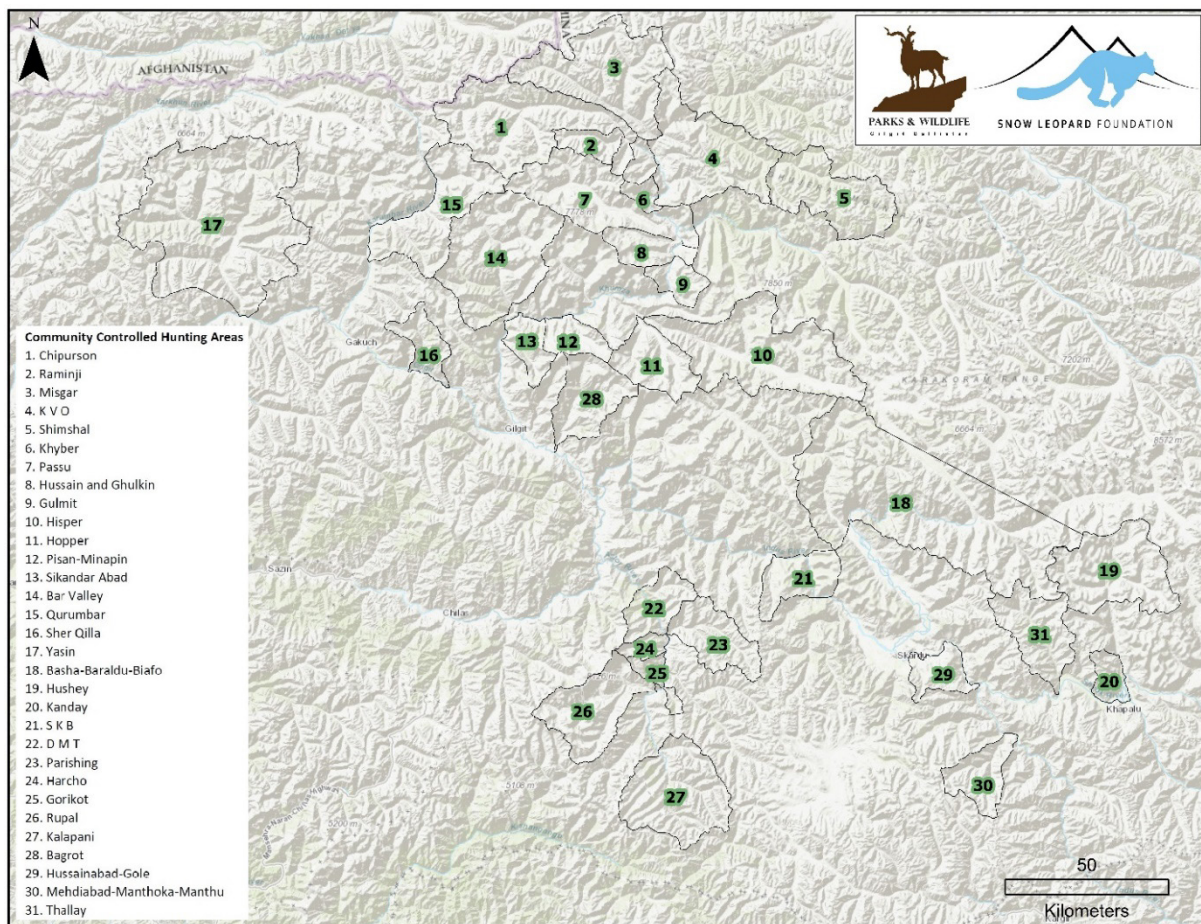 N
AFGHANISTAN
PARKS & WILDLIFE
Gilgit Baltistan
SNOW LEOPARD FOUNDATION
3
1
2
4
5
6
7
15
17
8
14
9
7850 m
Gakuch
16
13
12
11
10
7202 m
KARAKORAM RANGE
28
Gilgit
6664 m
8572 m
18
Sazin
Chilas
21
19
22
23
24
25
31
Skardu
29
20
Khapalu
26
27
30
5106 m
5200 m
Community Controlled Hunting Areas
1. Chipurson
2. Raminji
3. Misgar
4. K V O
5. Shimshal
6. Khyber
7. Passu
8. Hussain and Ghulkin
9. Gulmit
10. Hisper
11. Hopper
12. Pisan-Minapin
13. Sikandar Abad
14. Bar Valley
15. Qurumbar
16. Sher Qilla
17. Yasin
18. Basha-Baraldu-Biafo
19. Hushey
20. Kanday
21. S K B
22. D M T
23. Parishing
24. Harcho
25. Gorikot
26. Rupal
27. Kalapani
28. Bagrot
29. Hussainabad-Gole
30. Mehdiabad-Manthoka-Manthu
31. Thallay
50
Kilometers